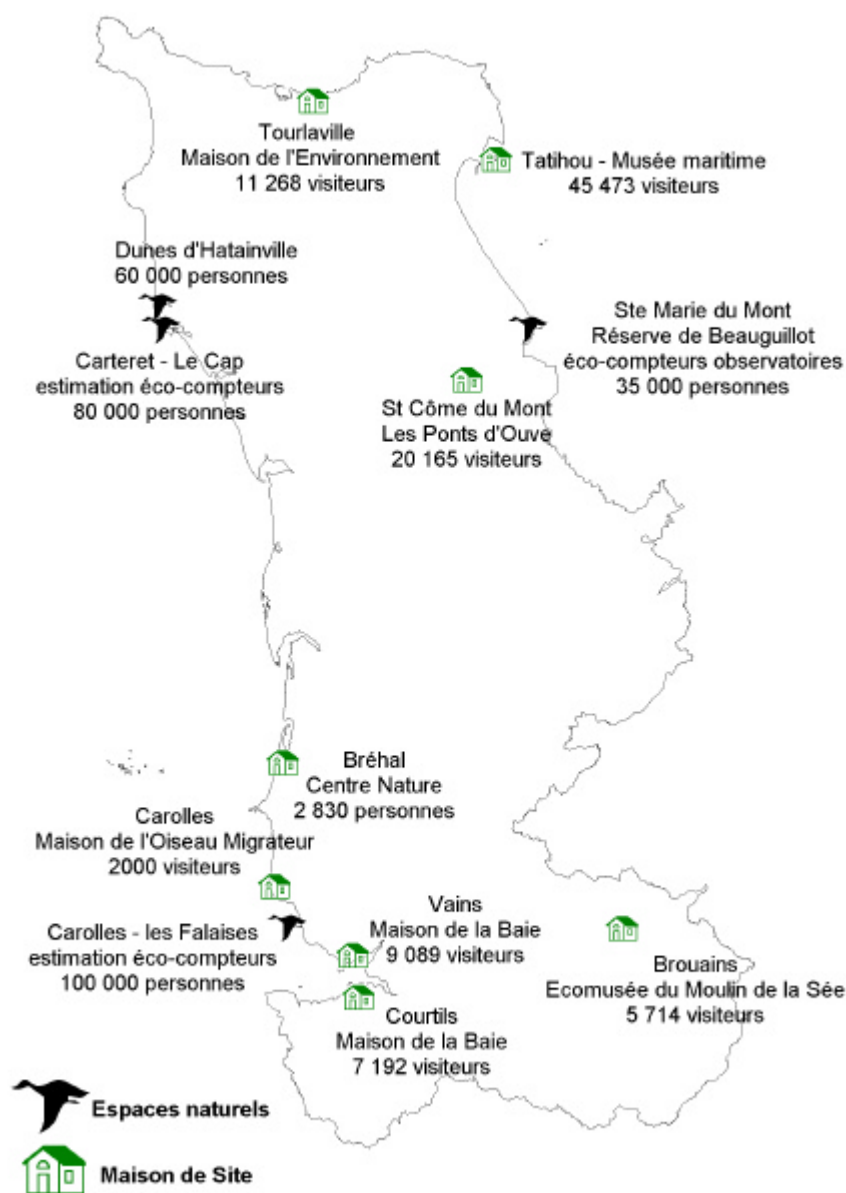 Tourlaville
Maison de l'Environnement
11 268 visiteurs
Tatihou - Musée maritime
45 473 visiteurs
Dunes d'Hatainville
60 000 personnes
Carteret - Le Cap
estimation éco-compteurs
80 000 personnes
Ste Marie du Mont
Réserve de Beauguillot
éco-compteurs observatoires
35 000 personnes
St Côme du Mont
Les Ponts d'Ouve
20 165 visiteurs
Bréhal
Centre Nature
2 830 personnes
Carolles
Maison de l'Oiseau Migrateur
2000 visiteurs
Carolles - les Falaises
estimation éco-compteurs
100 000 personnes
Vains
Maison de la Baie
9 089 visiteurs
Brouains
Ecomusée du Moulin de la Sée
5 714 visiteurs
Courtils
Maison de la Baie
7 192 visiteurs
Espaces naturels
Maison de Site